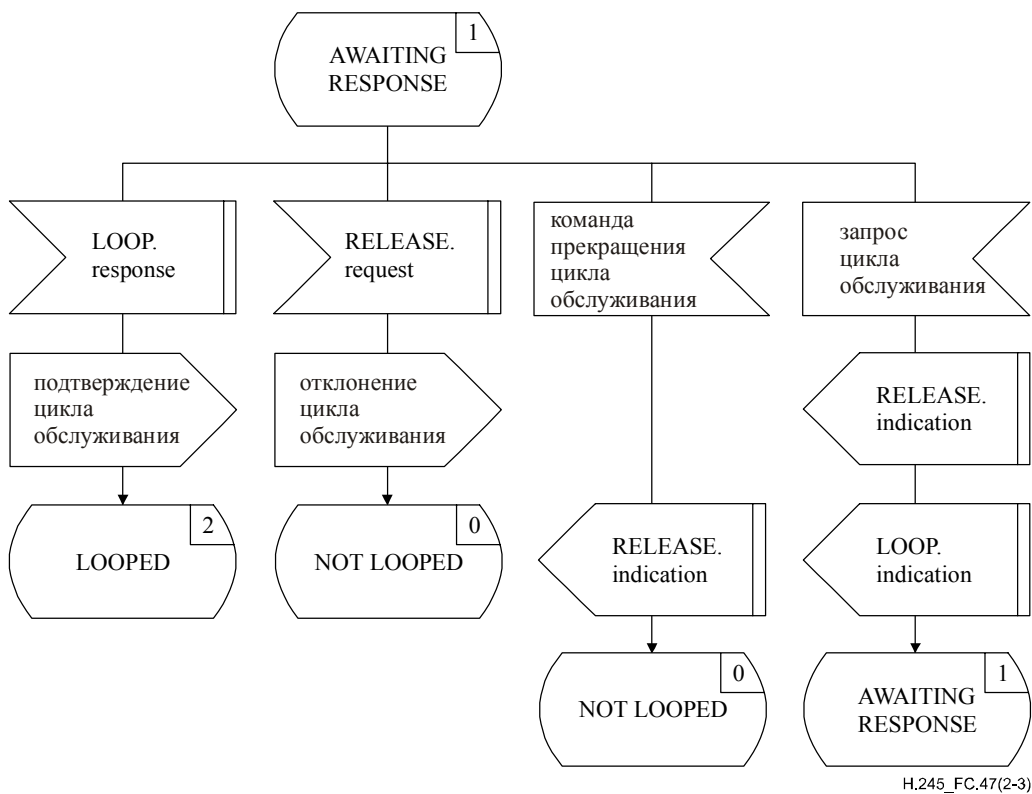 1
AWAITING
RESPONSE
LOOP.
response
RELEASE.
request
команда
прекращения
цикла
обслуживания
запрос
цикла
обслуживания
подтверждение
цикла
обслуживания
отклонение
цикла
обслуживания
RELEASE.
indication
2
LOOPED
0
NOT LOOPED
RELEASE.
indication
LOOP.
indication
0
NOT LOOPED
1
AWAITING
RESPONSE
H.245_FC.47(2-3)